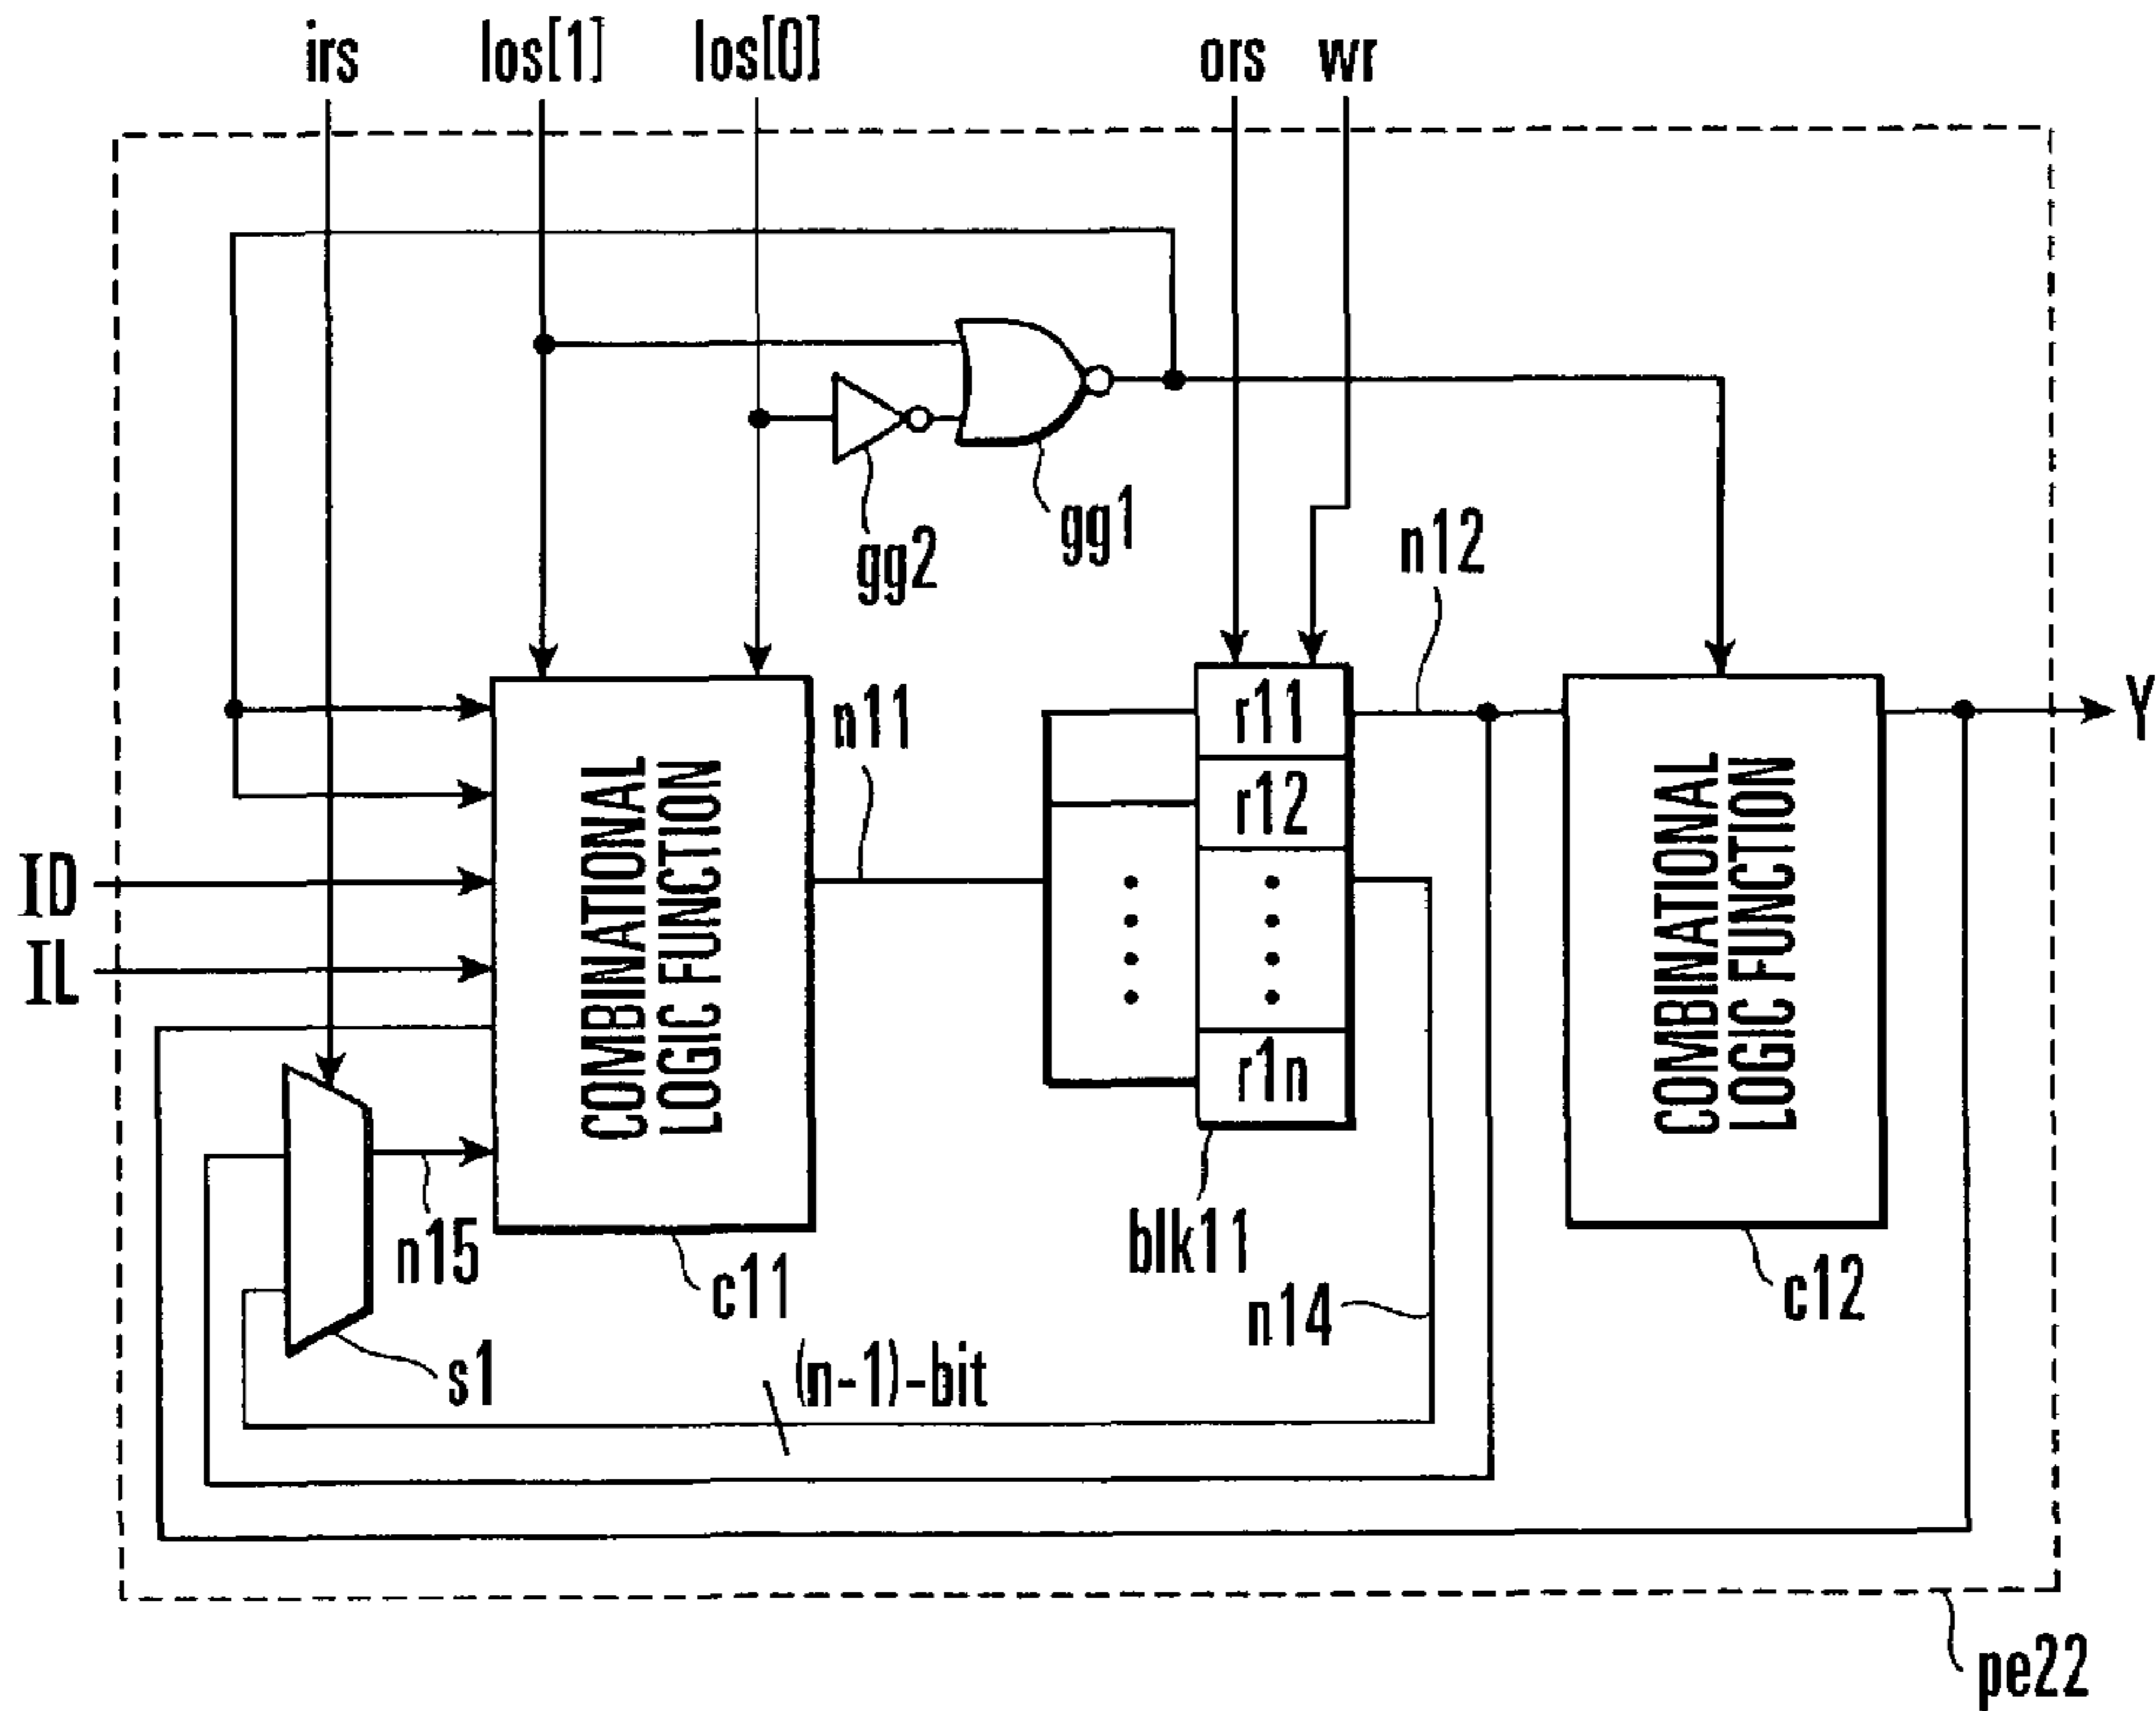 irs los[1] los[0] ors wr
gg2 gg1 n12
n11 r11 Y
r12
COMBINATIONAL
LOGIC FUNCTION
COMBINATIONAL
LOGIC FUNCTION
ID
IL
r1n
n15 c11 blk11 n14 c12
s1 (n-1)-bit
pe22